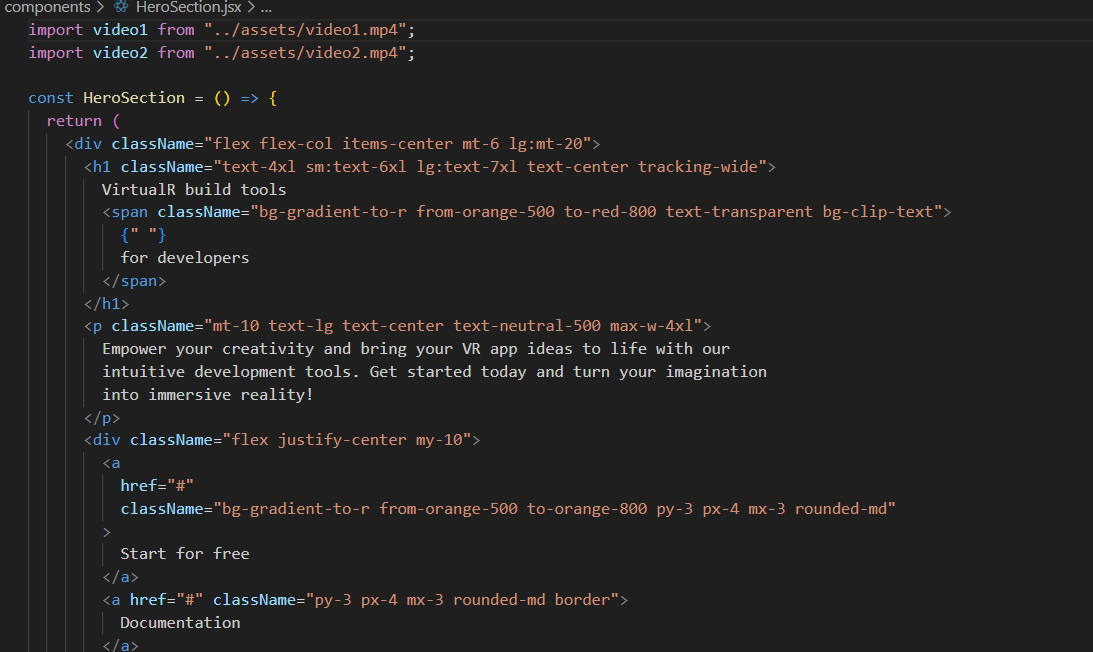 components > HeroSection.jsx > ...
import video1 from "../assets/video1.mp4";
import video2 from "../assets/video2.mp4";
const HeroSection = () => {
return (
<div className="flex flex-col items-center mt-6 lg:mt-20">
<h1 className="text-4xl sm:text-6xl lg:text-7xl text-center tracking-wide">
VirtualR build tools
<span className="bg-gradient-to-r from-orange-500 to-red-800 text-transparent bg-clip-text">
{" "}
for developers
</span>
</h1>
<p className="mt-10 text-lg text-center text-neutral-500 max-w-4xl">
Empower your creativity and bring your VR app ideas to life with our
intuitive development tools. Get started today and turn your imagination
into immersive reality!
</p>
<div className="flex justify-center my-10">
<a
href="#"
className="bg-gradient-to-r from-orange-500 to-orange-800 py-3 px-4 mx-3 rounded-md"
>
Start for free
</a>
<a href="#" className="py-3 px-4 mx-3 rounded-md border">
Documentation
</a>